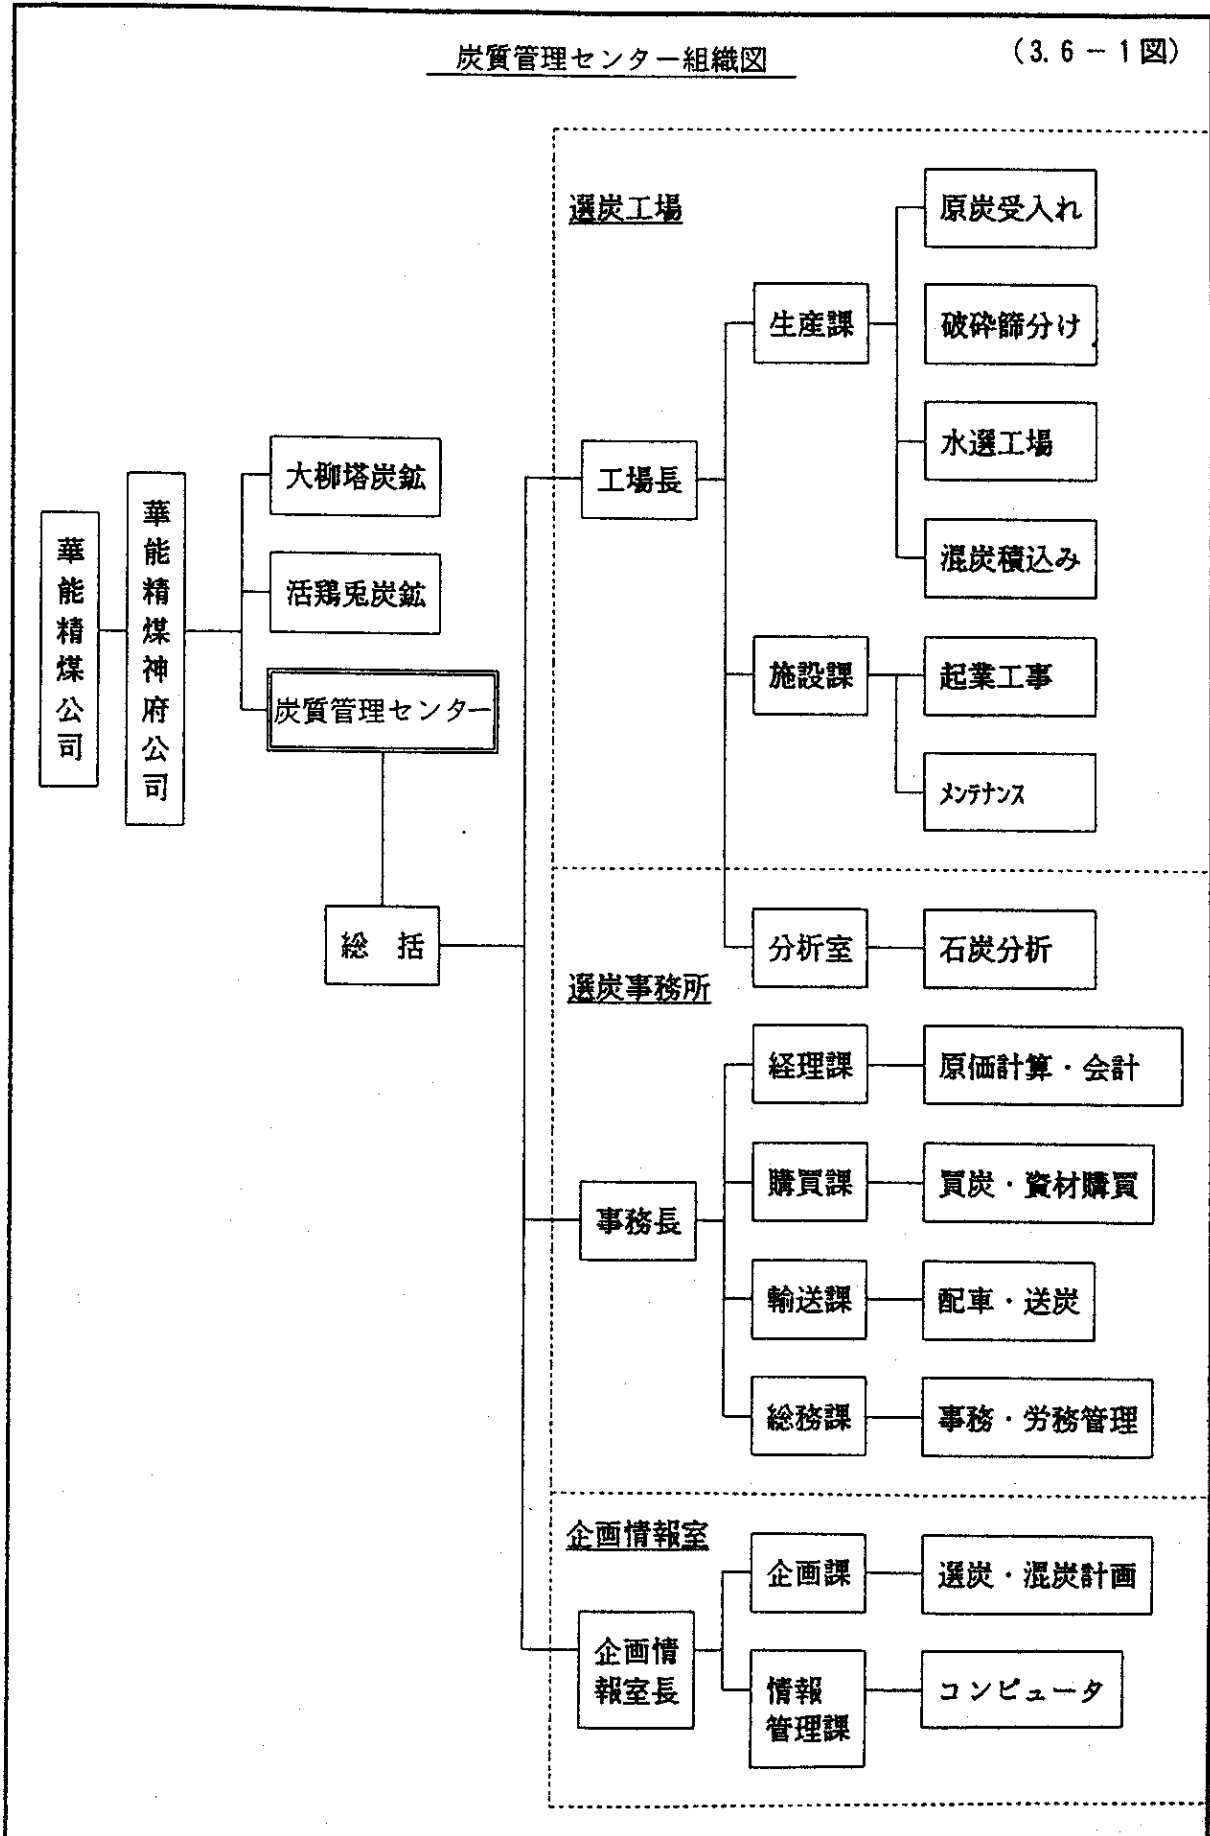 炭質管理センター組織図
(3.6－1図)
選炭工場
原炭受入れ
生産課
破砕篩分け
水選工場
混炭積込み
工場長
施設課
起業工事
メンテナンス
華能精煤公司
華能精煤神府公司
大柳塔炭鉱
活鶏兎炭鉱
炭質管理センター
総　括
分析室
石炭分析
選炭事務所
経理課
原価計算・会計
購買課
買炭・資材購買
事務長
輸送課
配車・送炭
総務課
事務・労務管理
企画情報室
企画課
選炭・混炭計画
企画情
報室長
情報
管理課
コンピュータ